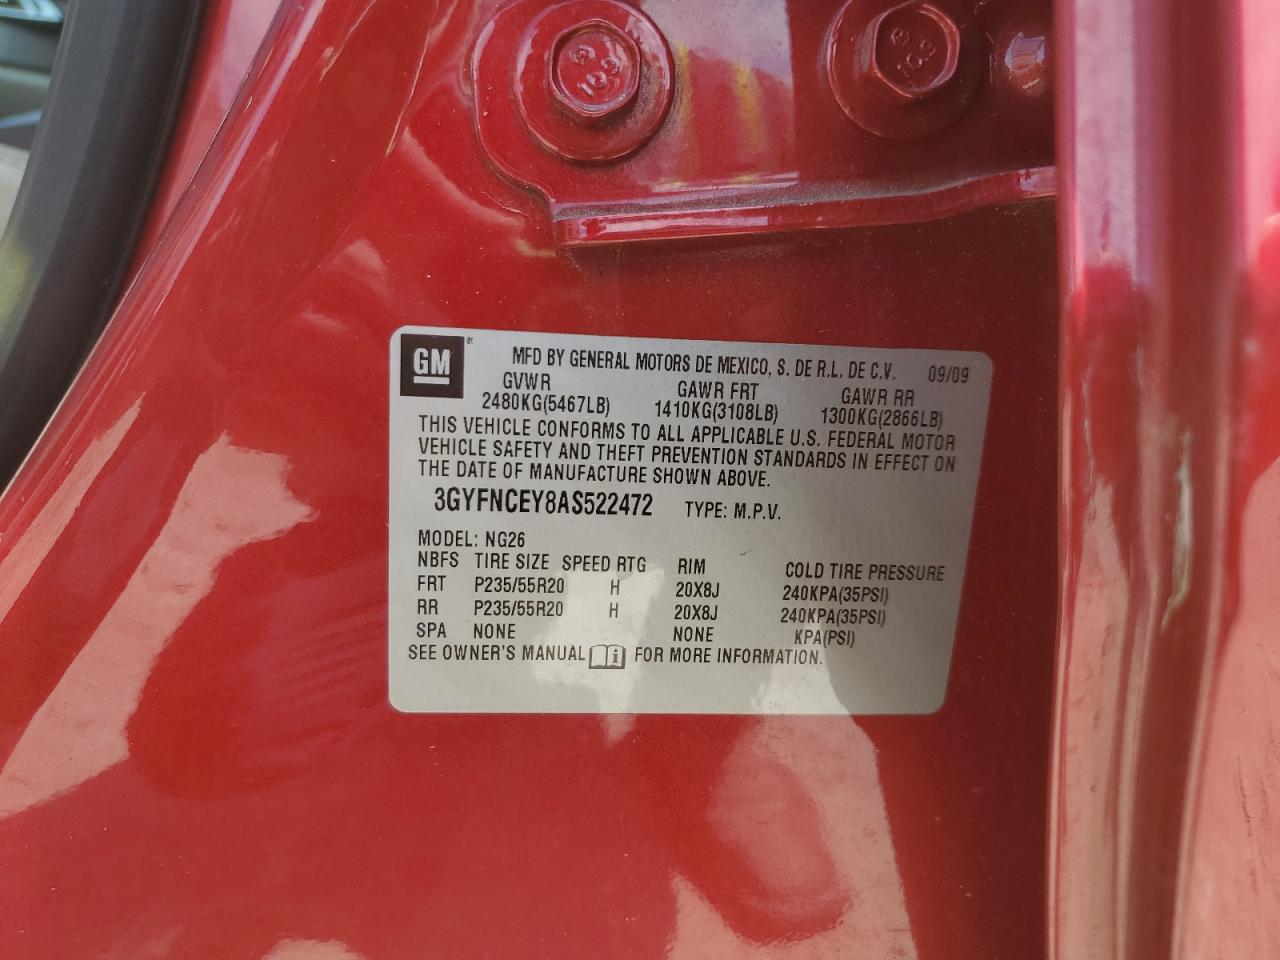 10.9
10.9
GM ®
MFD BY GENERAL MOTORS DE MEXICO, S. DE R.L. DE C.V. 09/09
GVWR GAWR FRT GAWR RR
2480KG(5467LB) 1410KG(3108LB) 1300KG(2866LB)
THIS VEHICLE CONFORMS TO ALL APPLICABLE U.S. FEDERAL MOTOR
VEHICLE SAFETY AND THEFT PREVENTION STANDARDS IN EFFECT ON
THE DATE OF MANUFACTURE SHOWN ABOVE.
3GYFNCEY8AS522472 TYPE: M.P.V.
MODEL: NG26
NBFS TIRE SIZE SPEED RTG RIM COLD TIRE PRESSURE
FRT P235/55R20 H 20X8J 240KPA(35PSI)
RR P235/55R20 H 20X8J 240KPA(35PSI)
SPA NONE NONE KPA(PSI)
SEE OWNER'S MANUAL i FOR MORE INFORMATION.